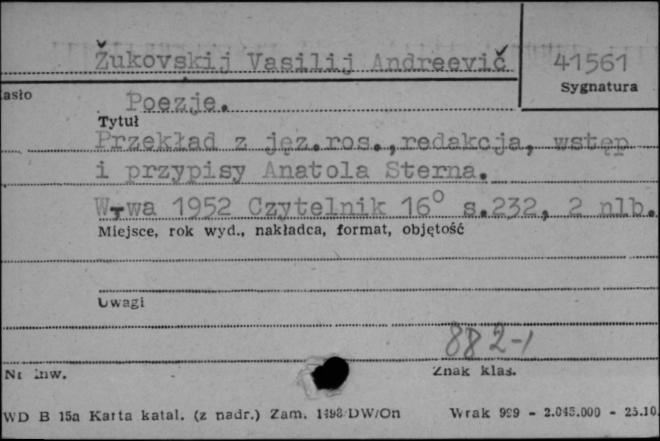 Žukovskij Vasilij Andreevič 41561
asło Sygnatura
Poezje.
Tytuł
Przekład z jęz.ros.,redakcja, wstęp
i przypisy Anatola Sterna.
W-wa 1952 Czytelnik 16° s.232, 2 nlb.
Miejsce, rok wyd., nakładca, format, objętość
Uwagi
882-1
Nr inw. Znak klas.
WD B 15a Karta katal. (z nadr.) Zam. 1498/DW/On Wrak 999 - 2.045.000 - 25.10.